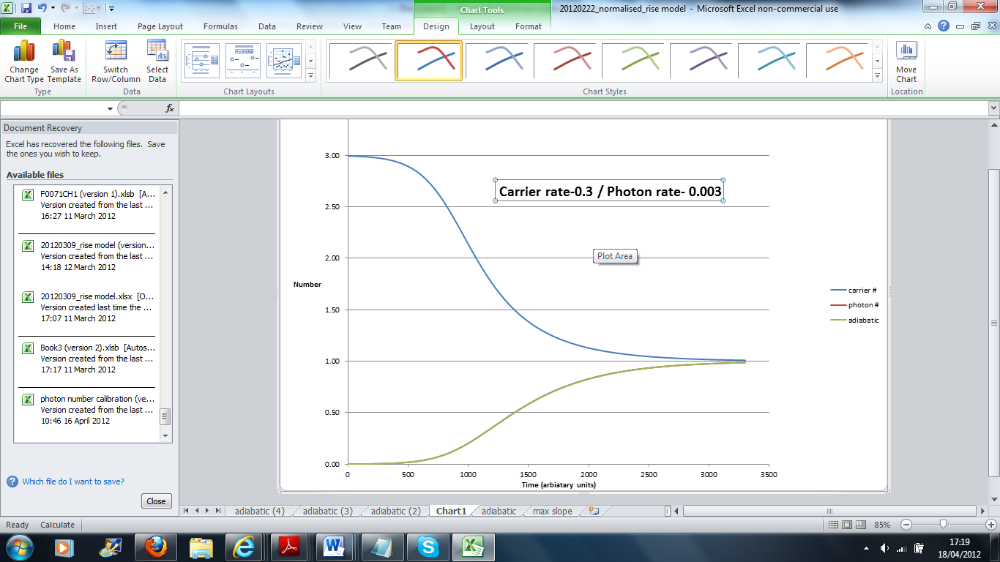 Chart Tools
20120222_normalised_rise model - Microsoft Excel non-commercial use
File Home Insert Page Layout Formulas Data Review View Team Design Layout Format
Change Chart Type
Save As Template
Switch Row/Column
Select Data
Move Chart
Type Data Chart Layouts Chart Styles Location
fx
Document Recovery
Excel has recovered the following files. Save
the ones you wish to keep.
Available files
F0071CH1 (version 1).xlsb [A...
Version created from the last ...
16:27 11 March 2012
20120309_rise model (version...
Version created from the last ...
14:18 12 March 2012
20120309_rise model.xlsx [O...
Version created last time the ...
17:07 11 March 2012
Book3 (version 2).xlsb [Autos...
Version created from the last ...
17:17 11 March 2012
photon number calibration (ve...
Version created from the last ...
10:46 16 April 2012
Which file do I want to save?
Close
3.00
2.50
2.00
1.50
1.00
0.50
0.00
Number
Carrier rate-0.3 / Photon rate- 0.003
Plot Area
carrier #
photon #
adiabatic
0 500 1000 1500 2000 2500 3000 3500
Time (arbiatary units)
adiabatic (4) adiabatic (3) adiabatic (2) Chart1 adiabatic max slope
Ready Calculate 85%
17:19
18/04/2012